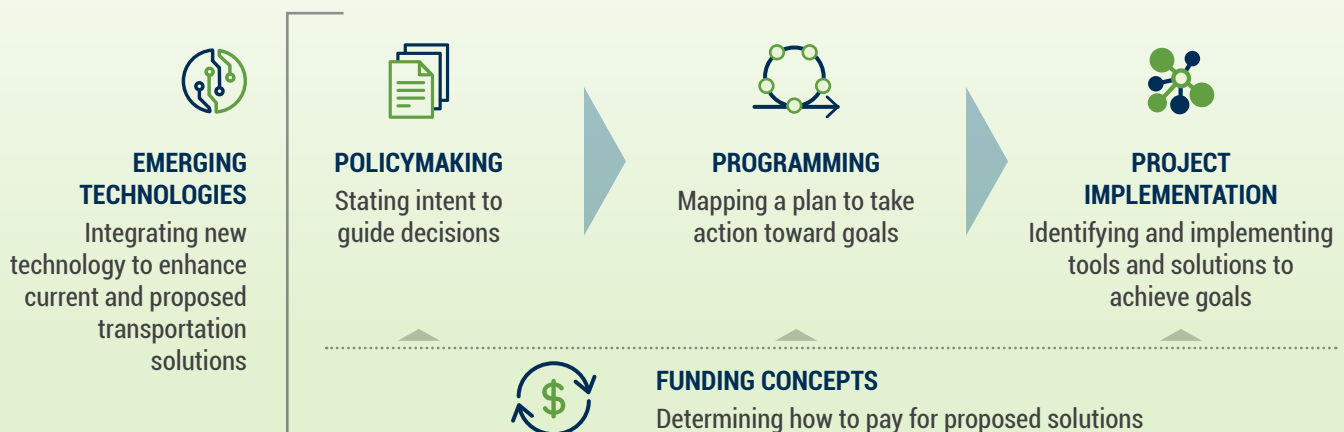 EMERGING
TECHNOLOGIES
Integrating new
technology to enhance
current and proposed
transportation
solutions
POLICYMAKING
Stating intent to
guide decisions
PROGRAMMING
Mapping a plan to take
action toward goals
PROJECT
IMPLEMENTATION
Identifying and implementing
tools and solutions to
achieve goals
$
FUNDING CONCEPTS
Determining how to pay for proposed solutions